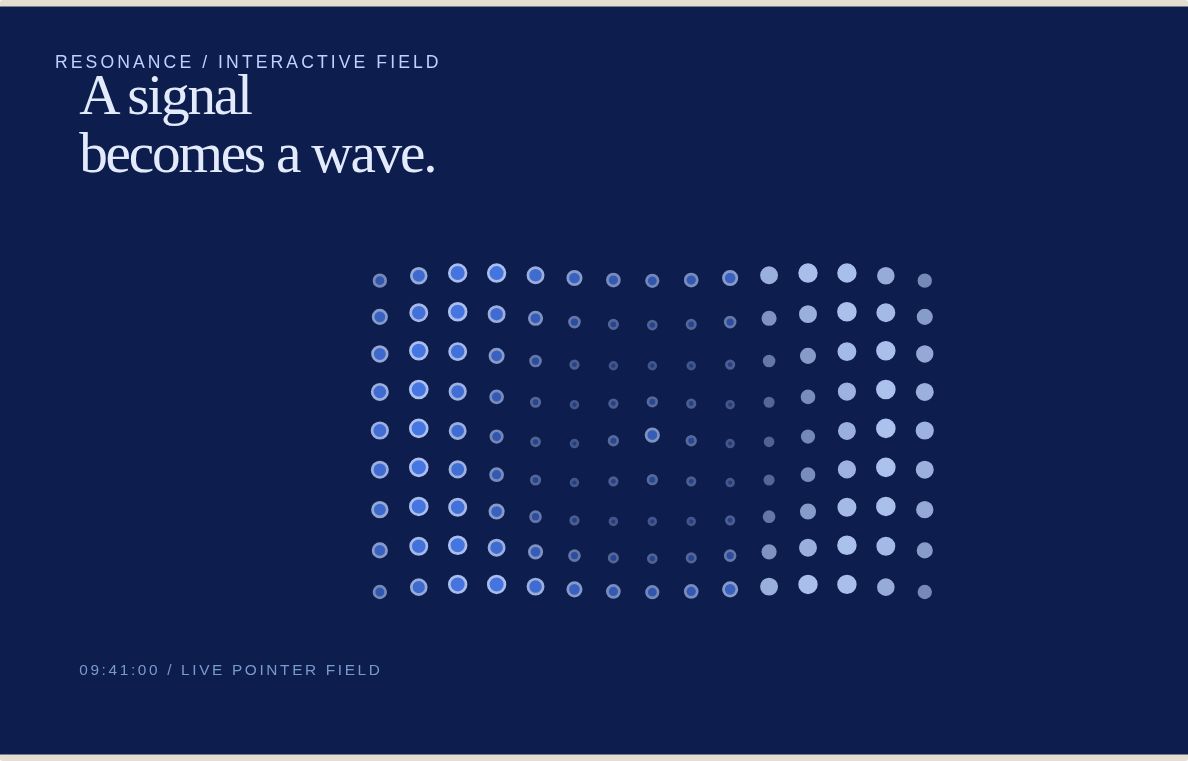 RESONANCE / INTERACTIVE FIELD
A signal
becomes a wave.
09:41:00 / LIVE POINTER FIELD